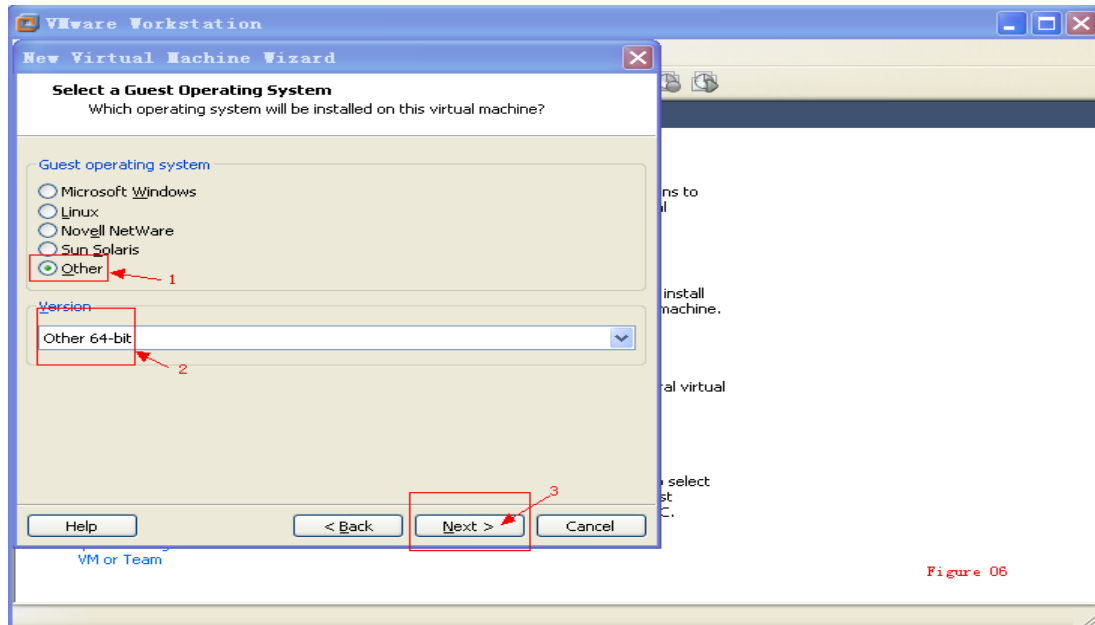 VMware Workstation
New Virtual Machine Wizard
Select a Guest Operating System
Which operating system will be installed on this virtual machine?
Guest operating system
Microsoft Windows
Linux
Novell NetWare
Sun Solaris
Other
1
Version
Other 64-bit
2
3
Help
< Back
Next >
Cancel
ns to
install
machine.
al virtual
select
st
C.
VM or Team
Figure 06